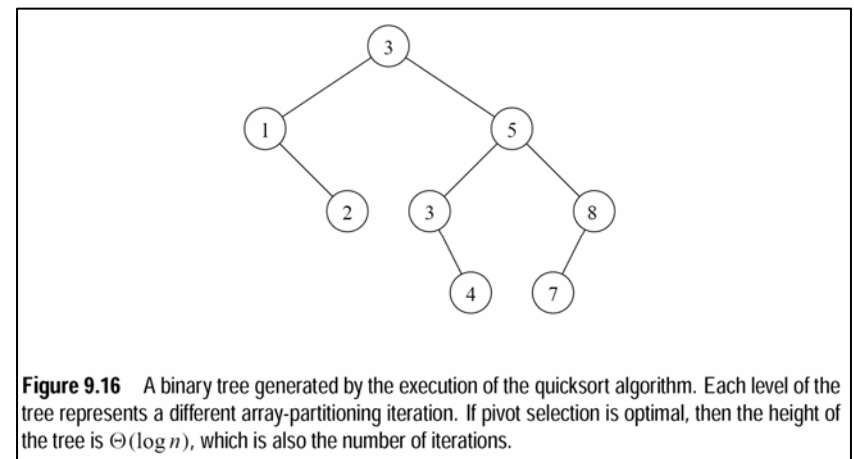 3
1
5
2
3
8
4
7
Figure 9.16 A binary tree generated by the execution of the quicksort algorithm. Each level of the
tree represents a different array-partitioning iteration. If pivot selection is optimal, then the height of
the tree is Θ(log n), which is also the number of iterations.